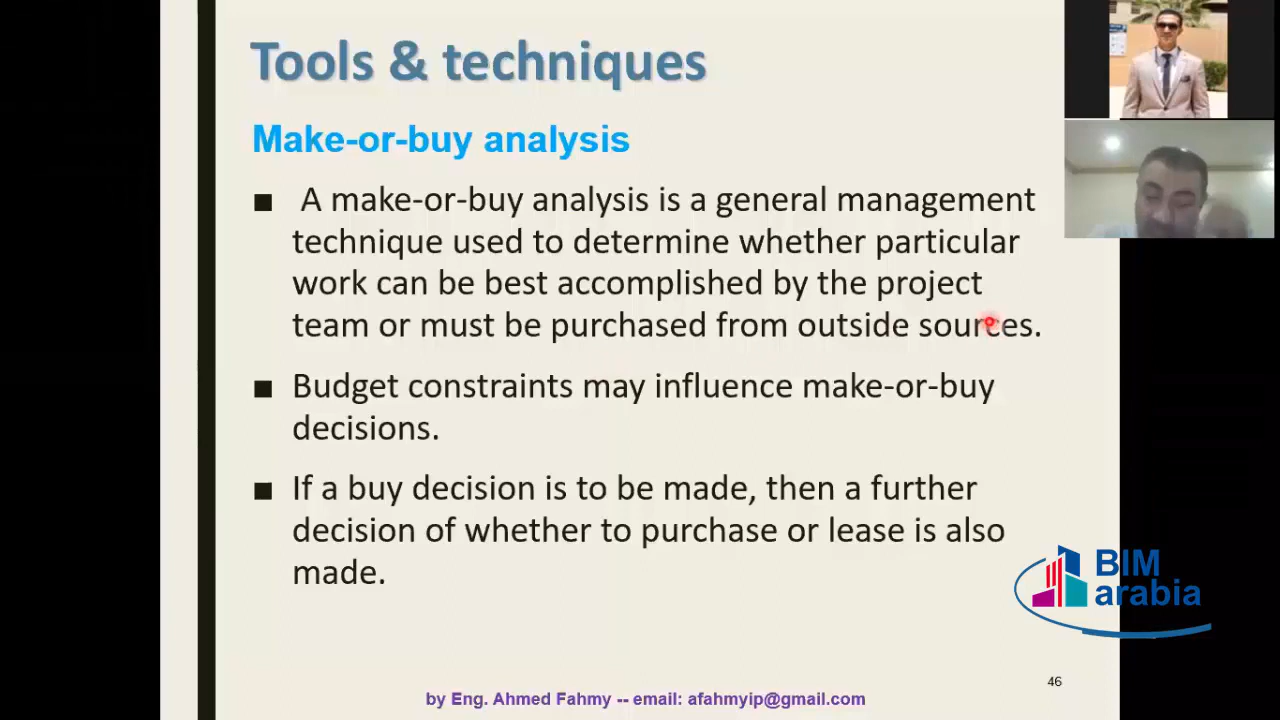 Tools & techniques
Make-or-buy analysis
■ A make-or-buy analysis is a general management
technique used to determine whether particular
work can be best accomplished by the project
team or must be purchased from outside sources.
■ Budget constraints may influence make-or-buy
decisions.
■ If a buy decision is to be made, then a further
decision of whether to purchase or lease is also
made.
BIM
arabia
46
by Eng. Ahmed Fahmy -- email: afahmyip@gmail.com